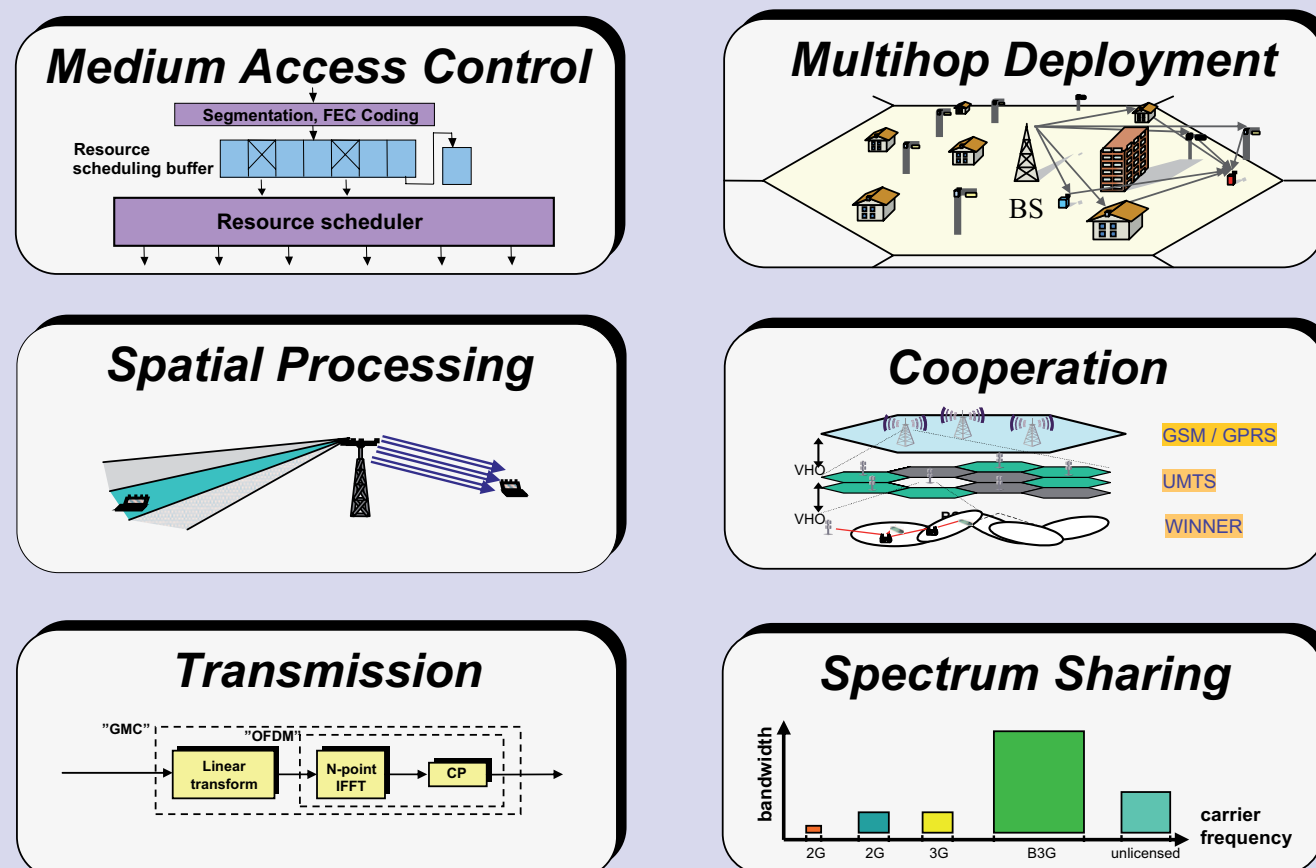 Medium Access Control
Segmentation, FEC Coding
Resource
scheduling buffer
Resource scheduler
Multihop Deployment
BS
Spatial Processing
Cooperation
GSM / GPRS
VHO
UMTS
VHO
WINNER
Transmission
”GMC”
”OFDM”
Linear
transform
N-point
IFFT
CP
Spectrum Sharing
bandwidth
carrier
frequency
2G
2G
3G
B3G
unlicensed